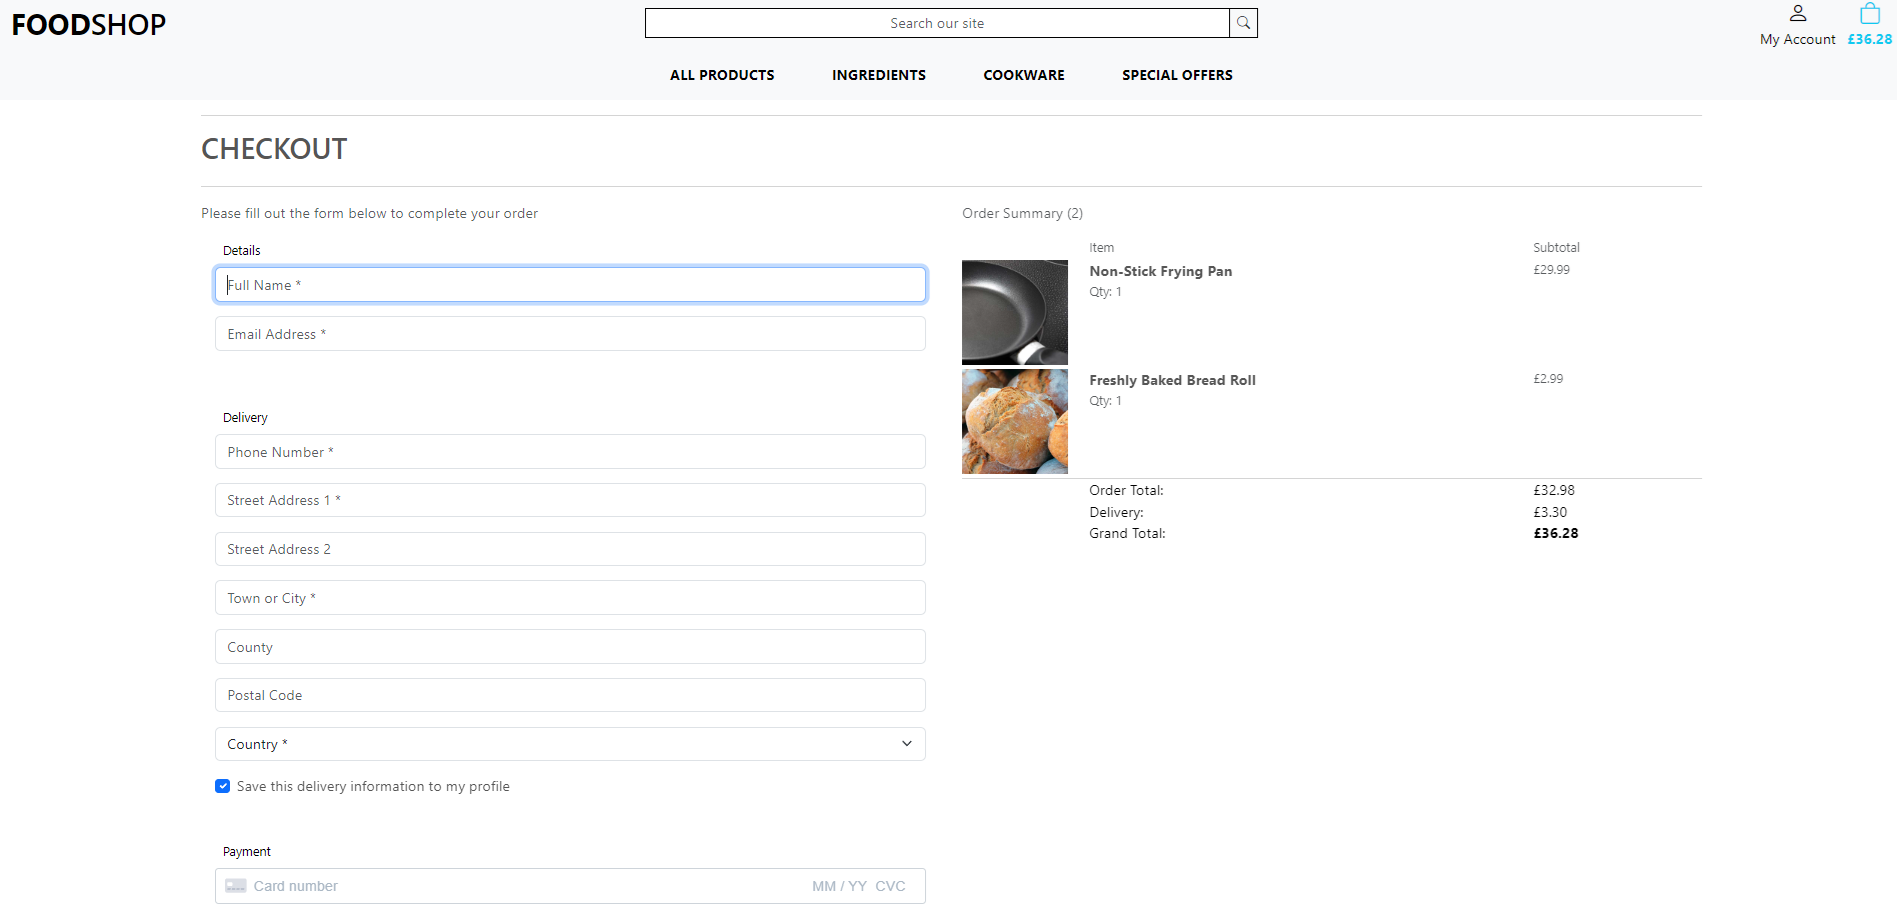 FOODSHOP
Search our site
My Account £36.28
ALL PRODUCTS INGREDIENTS COOKWARE SPECIAL OFFERS
CHECKOUT
Please fill out the form below to complete your order
Details
Full Name *
Email Address *
Delivery
Phone Number *
Street Address 1 *
Street Address 2
Town or City *
County
Postal Code
Country *
Save this delivery information to my profile
Payment
Card number MM / YY CVC
Order Summary (2)
Item Subtotal
Non-Stick Frying Pan £29.99
Qty: 1
Freshly Baked Bread Roll £2.99
Qty: 1
Order Total: £32.98
Delivery: £3.30
Grand Total: £36.28